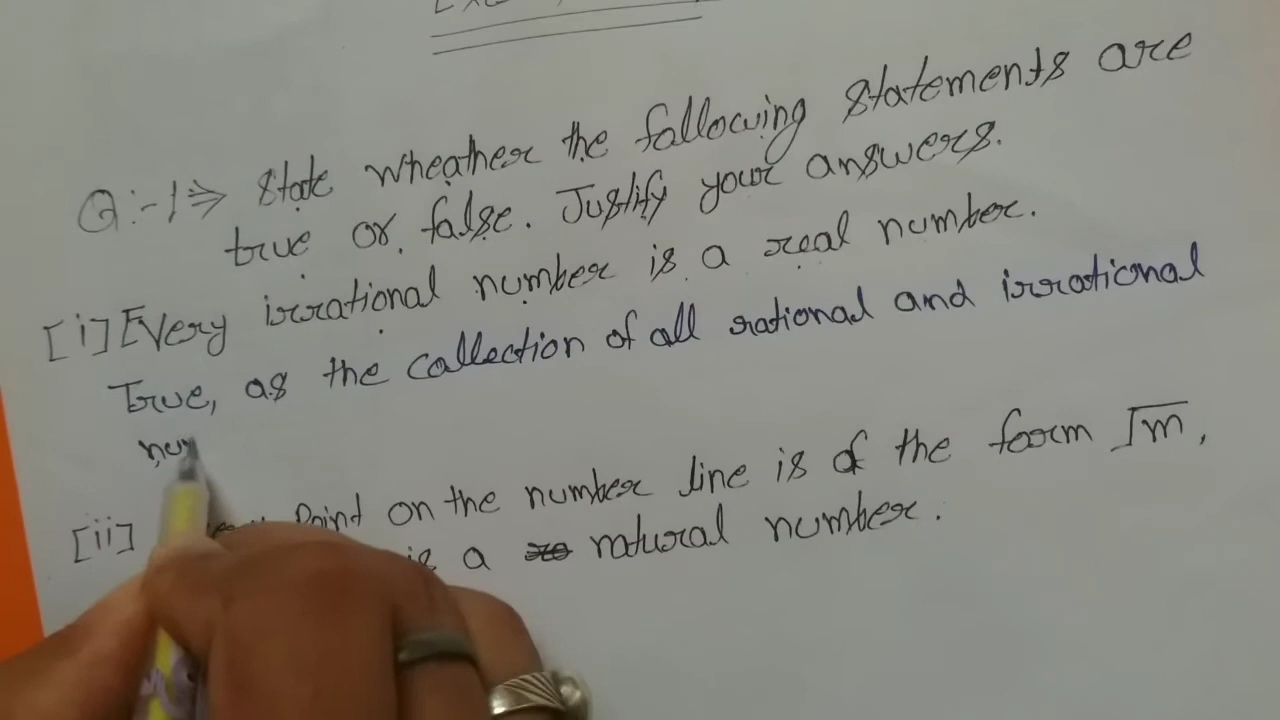 Q:-1⇒ State wheather the following statements are
true or false. Justify your answers.
[i] Every irrational number is a real number.
True, as the collection of all rational and irrational
num
[ii] Point on the number line is of the form √m,
is a natural number.